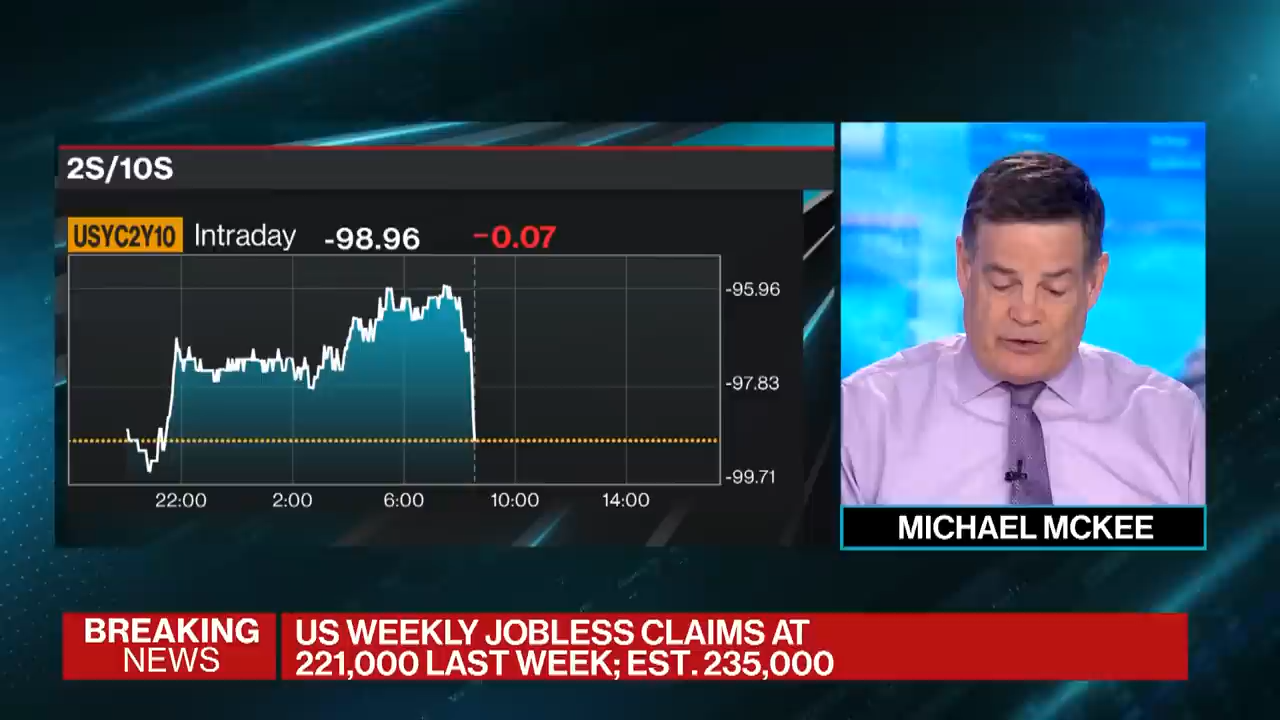 2S/10S
USYC2Y10 Intraday -98.96 -0.07
-95.96
-97.83
-99.71
22:00 2:00 6:00 10:00 14:00
MICHAEL MCKEE
BREAKING
NEWS
US WEEKLY JOBLESS CLAIMS AT
221,000 LAST WEEK; EST. 235,000